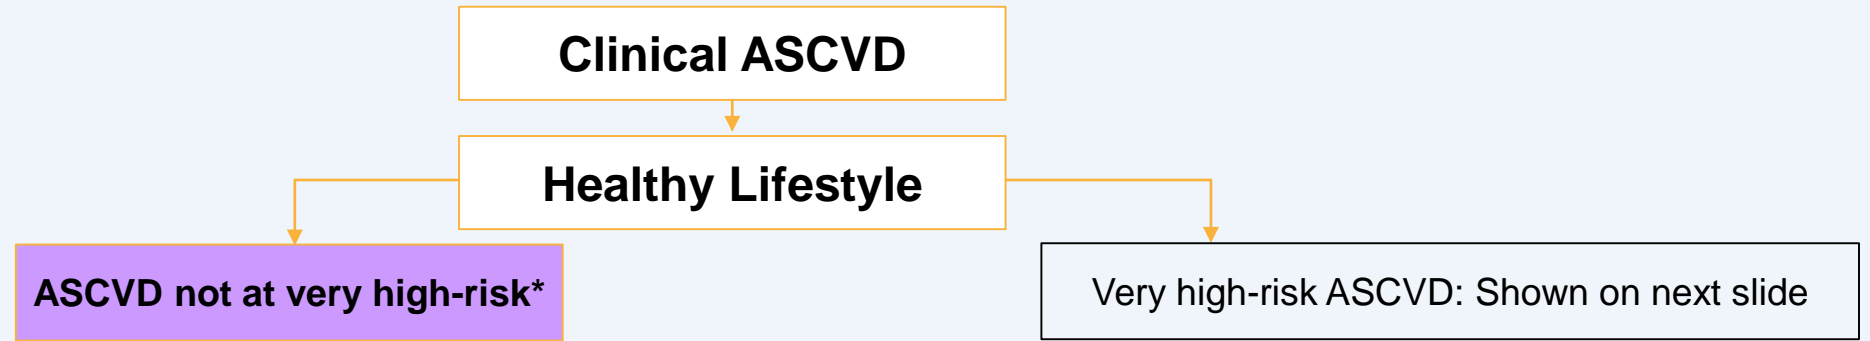 Clinical ASCVD
Healthy Lifestyle
ASCVD not at very high-risk*
Very high-risk ASCVD: Shown on next slide